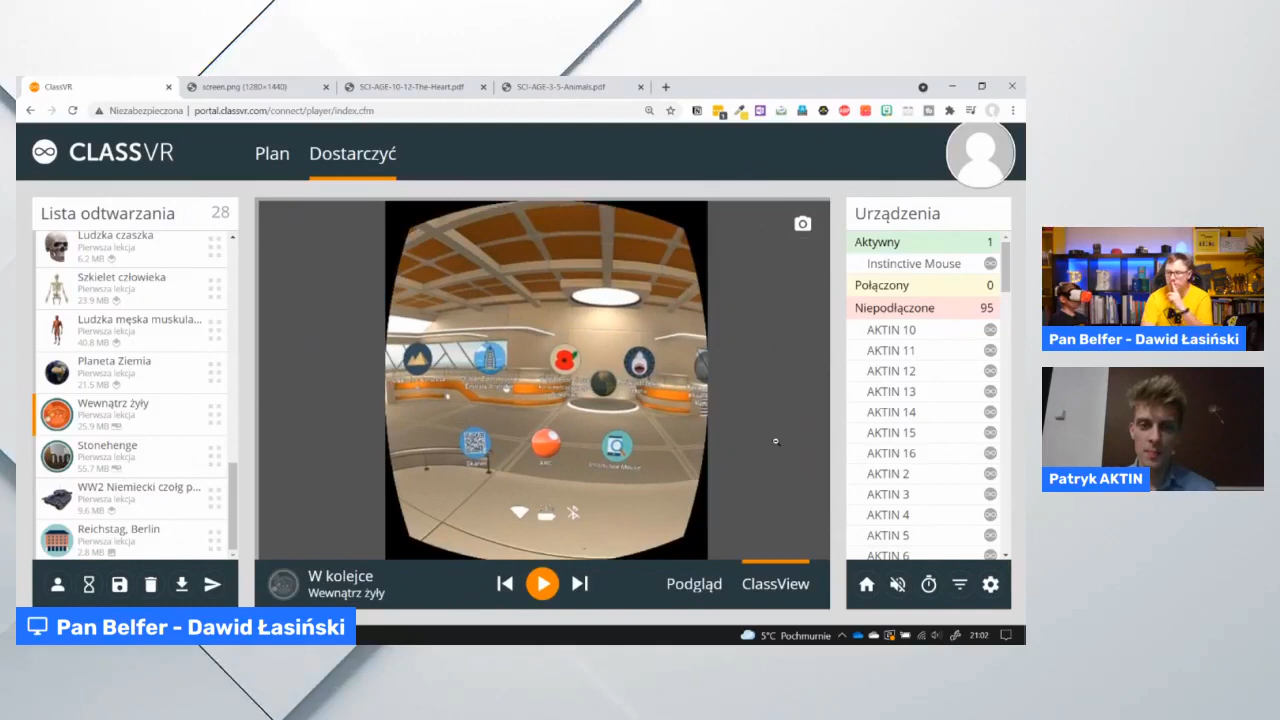 ClassVR
screen.png (1280×1440)
SCI-AGE-10-12-The-Heart.pdf
SCI-AGE-3-5-Animals.pdf
Niezabezpieczona
portal.classvr.com/connect/player/index.cfm
CLASSVR
Plan
Dostarczyć
Lista odtwarzania 28
Ludzka czaszka
Pierwsza lekcja
6.2 MB
Szkielet człowieka
Pierwsza lekcja
23.9 MB
Ludzka męska muskula...
Pierwsza lekcja
40.8 MB
Planeta Ziemia
Pierwsza lekcja
21.5 MB
Wewnątrz żyły
Pierwsza lekcja
25.9 MB
Stonehenge
Pierwsza lekcja
55.7 MB
WW2 Niemiecki czołg p...
Pierwsza lekcja
9.6 MB
Reichstag, Berlin
Pierwsza lekcja
2.8 MB
Skaner
ARC
Instinctive Mouse
W kolejce
Wewnątrz żyły
Podgląd
ClassView
Urządzenia
Aktywny 1
Instinctive Mouse
Połączony 0
Niepodłączone 95
AKTIN 10
AKTIN 11
AKTIN 12
AKTIN 13
AKTIN 14
AKTIN 15
AKTIN 16
AKTIN 2
AKTIN 3
AKTIN 4
AKTIN 5
AKTIN 6
5°C Pochmurnie
21:02
Pan Belfer - Dawid Łasiński
Pan Belfer - Dawid Łasiński
Patryk AKTIN